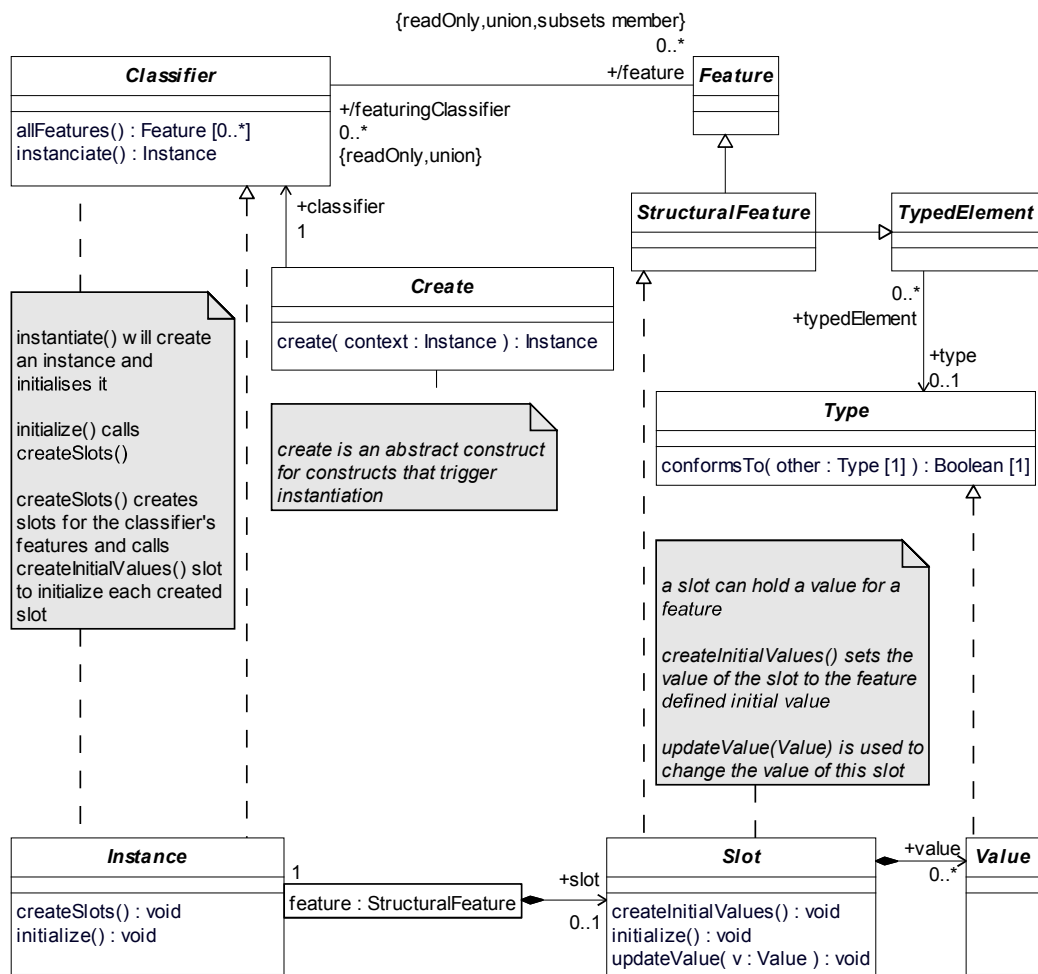 {readOnly,union,subsets member}
0..*
+/feature
Classifier
Feature
+/featuringClassifier
0..*
{readOnly,union}
allFeatures() : Feature [0..*]
instanciate() : Instance
+classifier
1
StructuralFeature
TypedElement
Create
create( context : Instance ) : Instance
0..*
+typedElement
+type
0..1
instantiate() will create
an instance and
initialises it
initialize() calls
createSlots()
createSlots() creates
slots for the classifier's
features and calls
createInitialValues() slot
to initialize each created
slot
create is an abstract construct
for constructs that trigger
instantiation
Type
conformsTo( other : Type [1] ) : Boolean [1]
a slot can hold a value for a
feature
createInitialValues() sets the
value of the slot to the feature
defined initial value
updateValue(Value) is used to
change the value of this slot
Instance
createSlots() : void
initialize() : void
1
feature : StructuralFeature
+slot
0..1
Slot
createInitialValues() : void
initialize() : void
updateValue( v : Value ) : void
+value
0..*
Value